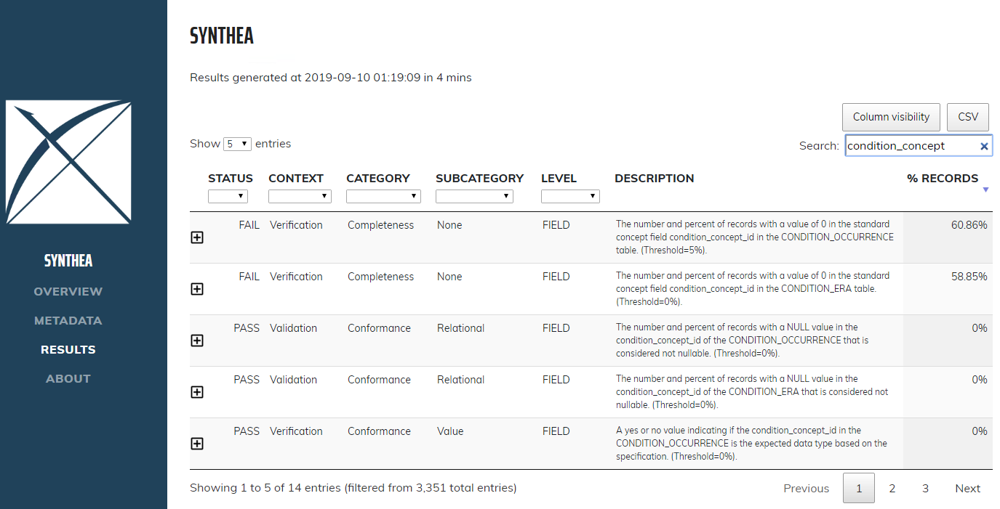 SYNTHEA
Results generated at 2019-09-10 01:19:09 in 4 mins
Column visibility CSV
Show 5 entries
Search: condition_concept
STATUS CONTEXT CATEGORY SUBCATEGORY LEVEL DESCRIPTION % RECORDS
FAIL Verification Completeness None FIELD The number and percent of records with a value of 0 in the standard 60.86%
concept field condition_concept_id in the CONDITION_OCCURRENCE
table. (Threshold=5%).
FAIL Verification Completeness None FIELD The number and percent of records with a value of 0 in the standard 58.85%
concept field condition_concept_id in the CONDITION_ERA table.
(Threshold=0%).
PASS Validation Conformance Relational FIELD The number and percent of records with a NULL value in the 0%
condition_concept_id of the CONDITION_OCCURRENCE that is
considered not nullable. (Threshold=0%).
PASS Validation Conformance Relational FIELD The number and percent of records with a NULL value in the 0%
condition_concept_id of the CONDITION_ERA that is considered not
nullable. (Threshold=0%).
PASS Verification Conformance Value FIELD A yes or no value indicating if the condition_concept_id in the 0%
CONDITION_OCCURRENCE is the expected data type based on the
specification. (Threshold=0%).
Showing 1 to 5 of 14 entries (filtered from 3,351 total entries)
Previous 1 2 3 Next
SYNTHEA
OVERVIEW
METADATA
RESULTS
ABOUT